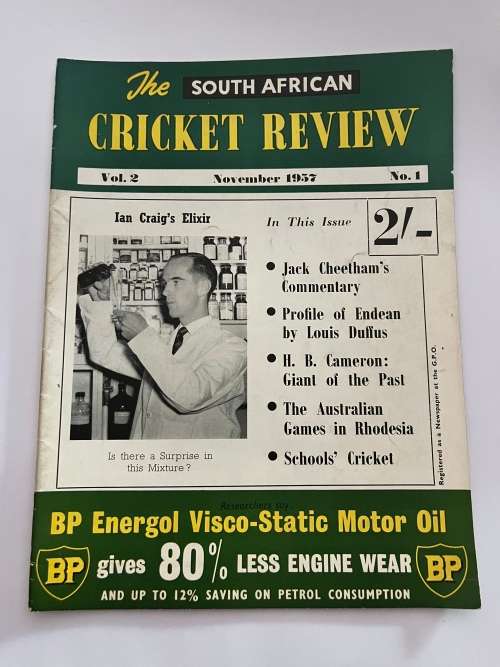 The SOUTH AFRICAN
CRICKET REVIEW
Vol. 2 November 1957 No. 1
Ian Craig's Elixir
Is there a Surprise in
this Mixture?
In This Issue
2/-
• Jack Cheetham's
Commentary
• Profile of Endean
by Louis Duffus
• H. B. Cameron:
Giant of the Past
• The Australian
Games in Rhodesia
• Schools' Cricket
Registered as a Newspaper at the G.P.O.
Researchers say
BP Energol Visco-Static Motor Oil
BP gives 80% LESS ENGINE WEAR BP
AND UP TO 12% SAVING ON PETROL CONSUMPTION